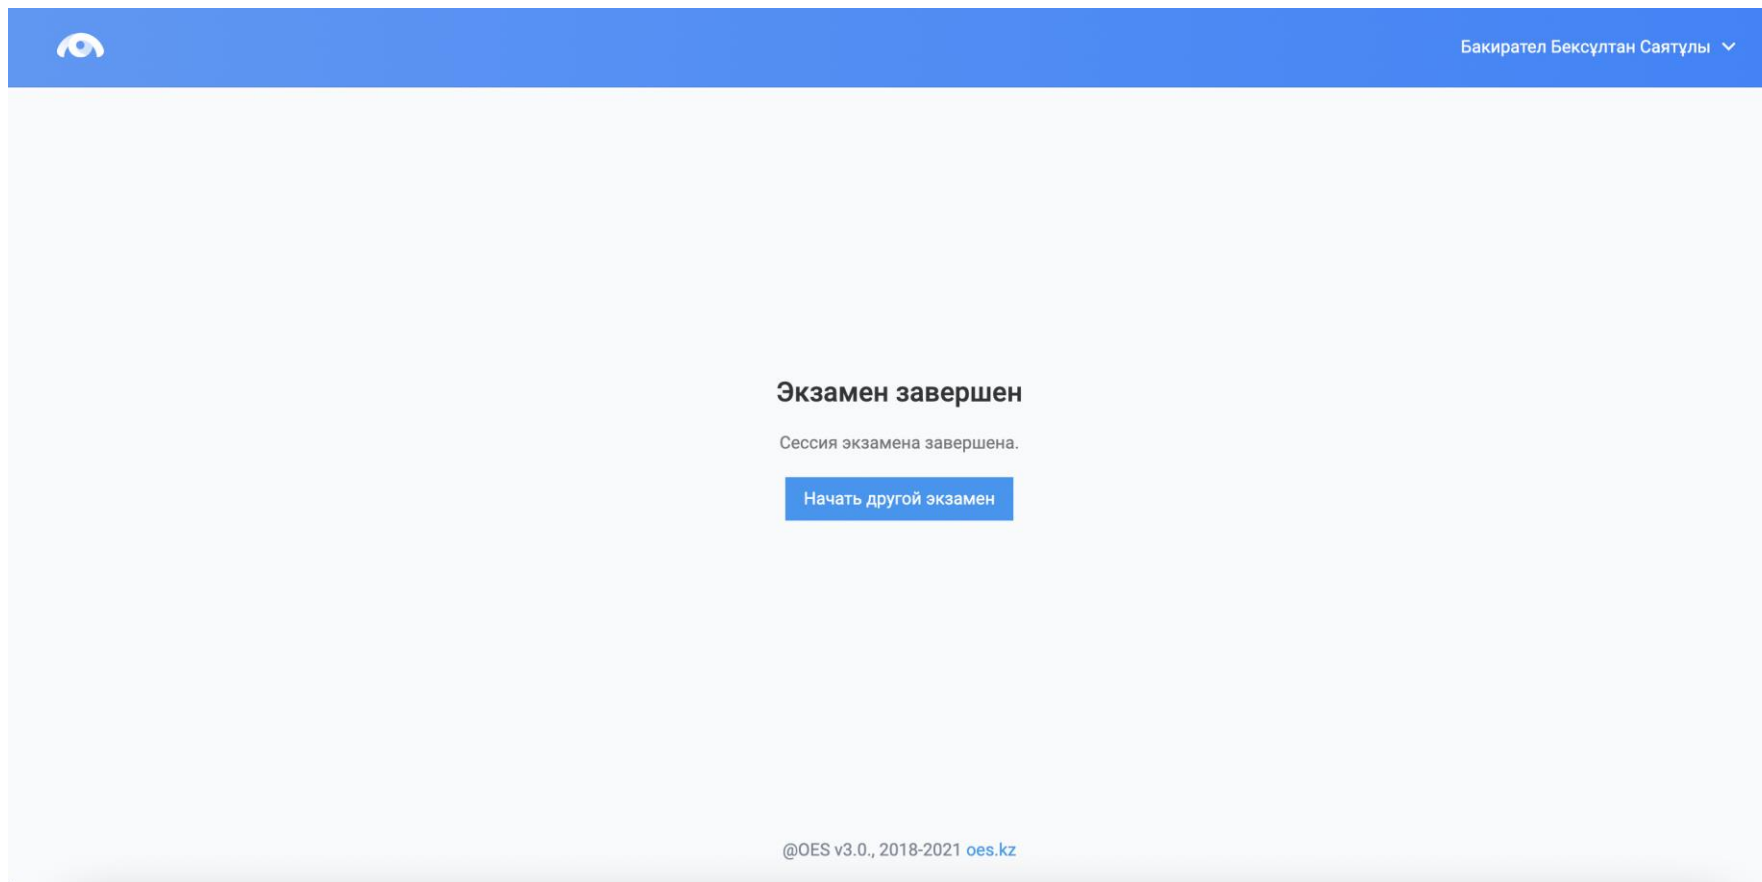 Бакирател Бексұлтан Саятұлы
Экзамен завершен
Сессия экзамена завершена.
Начать другой экзамен
@OES v3.0., 2018-2021 oes.kz